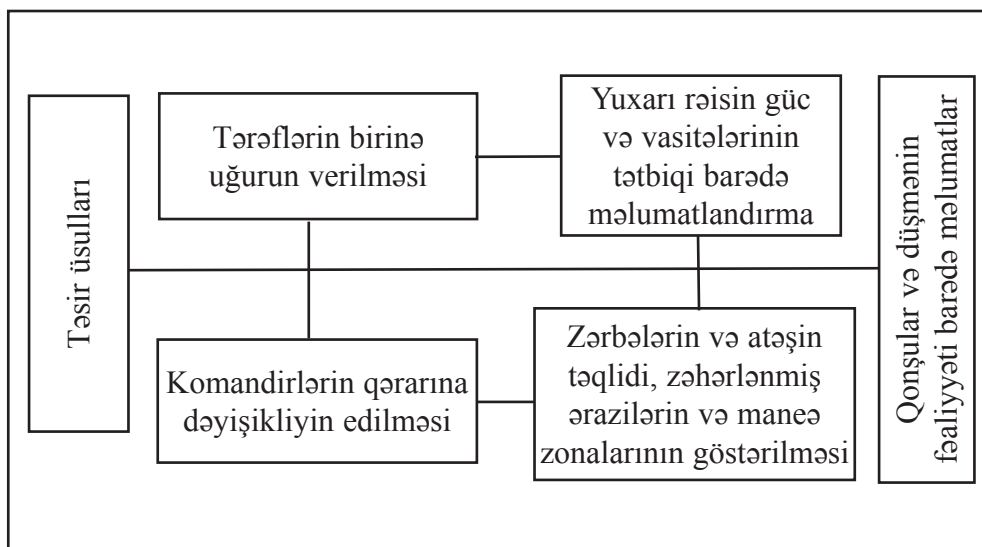 Təsir üsulları
Tərəflərin birinə
uğurun verilməsi
Yuxarı rəisin güc
və vasitələrinin
tətbiqi barədə
məlumatlandırma
Komandirlərin qərarına
dəyişikliyin edilməsi
Zərbələrin və atəşin
təqlidi, zəhərlənmiş
ərazilərin və maneə
zonalarının göstərilməsi
Qonşular və düşmənin
fəaliyyəti barədə məlumatlar